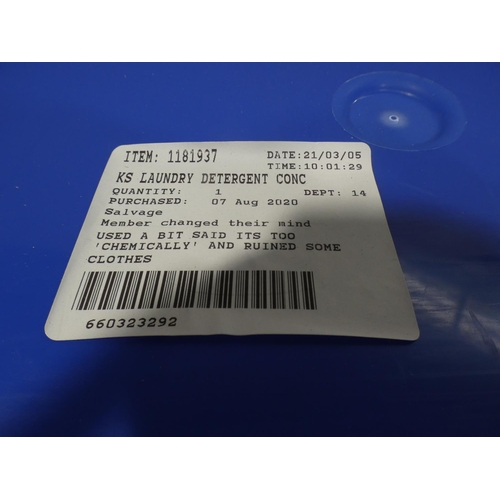 ITEM: 1181937 DATE:21/03/05
TIME:10:01:29
KS LAUNDRY DETERGENT CONC
QUANTITY: 1 DEPT: 14
PURCHASED: 07 Aug 2020
Salvage
Member changed their mind
USED A BIT SAID ITS TOO
'CHEMICALLY' AND RUINED SOME
CLOTHES
660323292